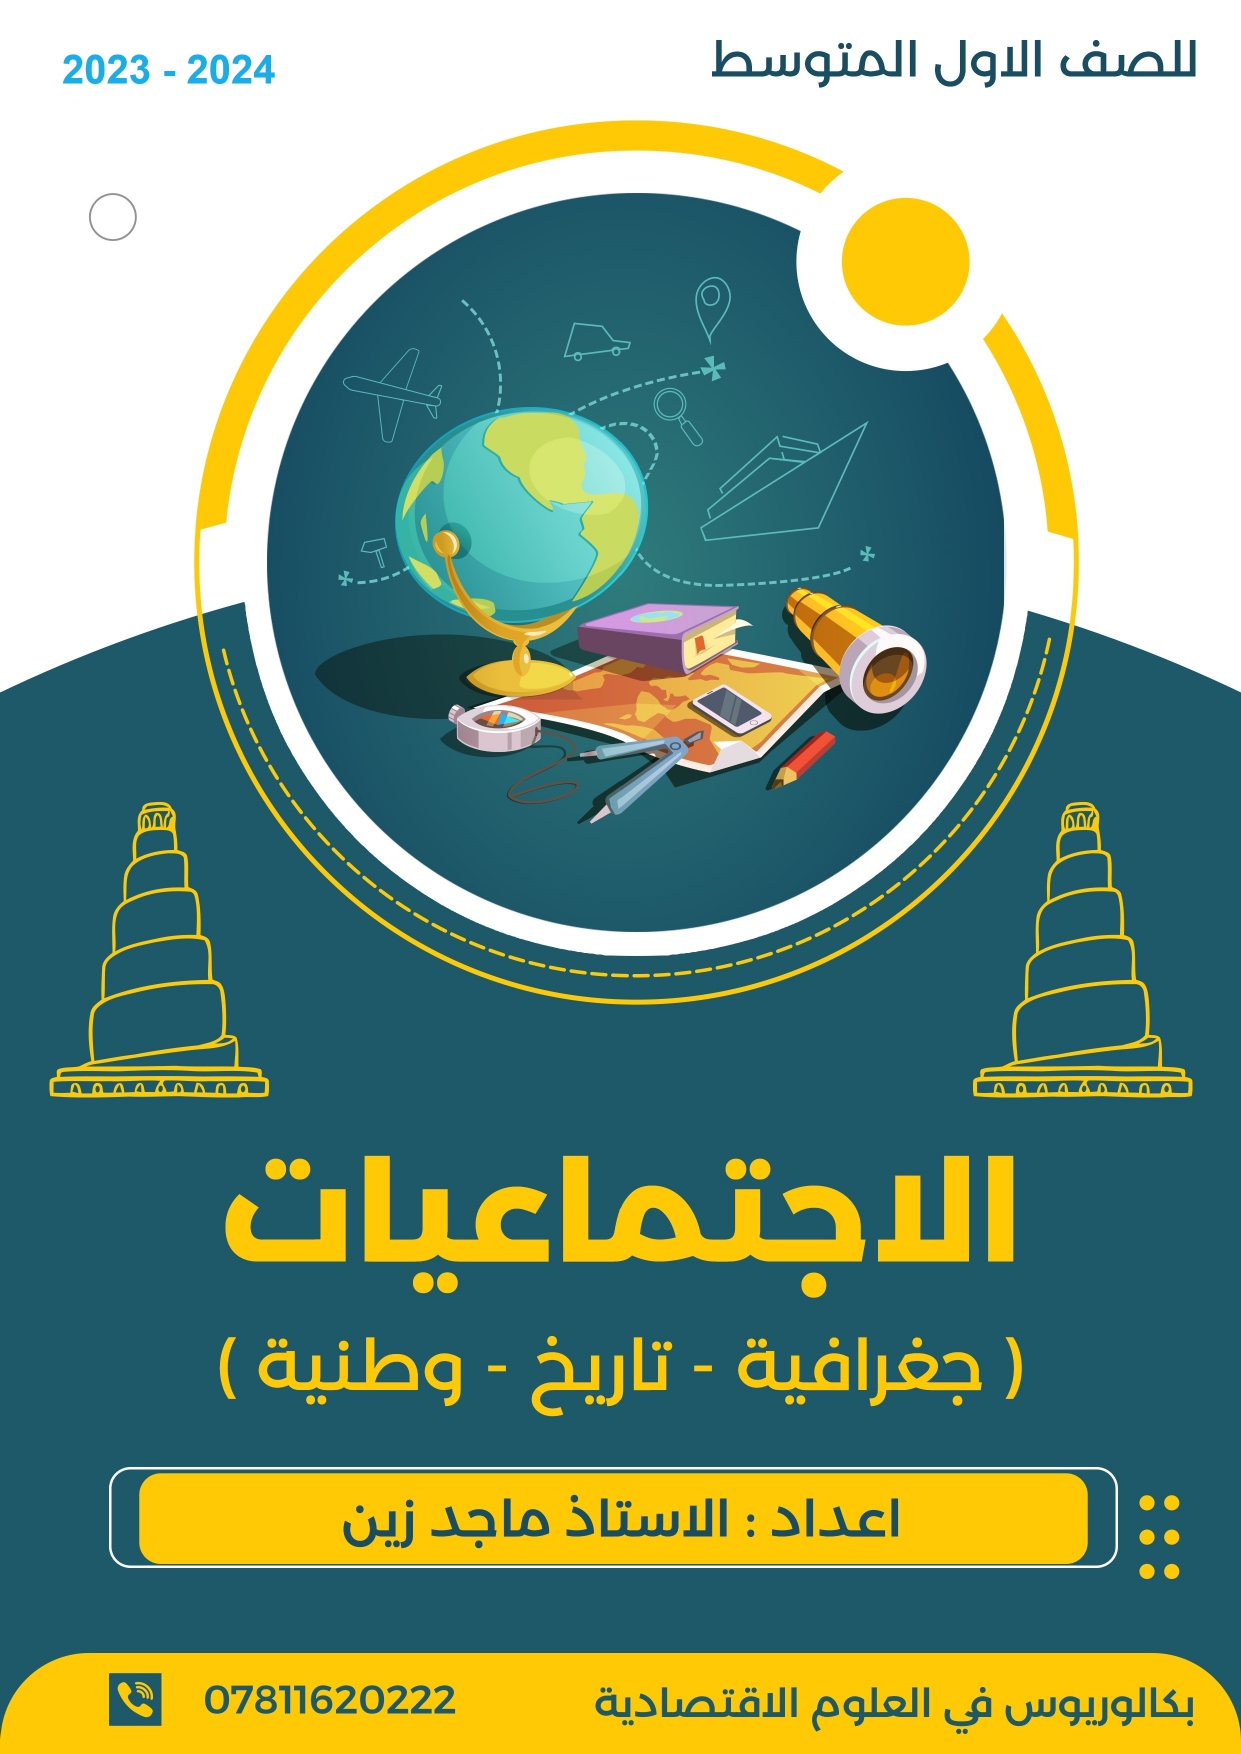 للصف الاول المتوسط
2023 - 2024
الاجتماعيات
( جغرافية - تاريخ - وطنية )
اعداد : الاستاذ ماجد زين
بكالوريوس في العلوم الاقتصادية
07811620222